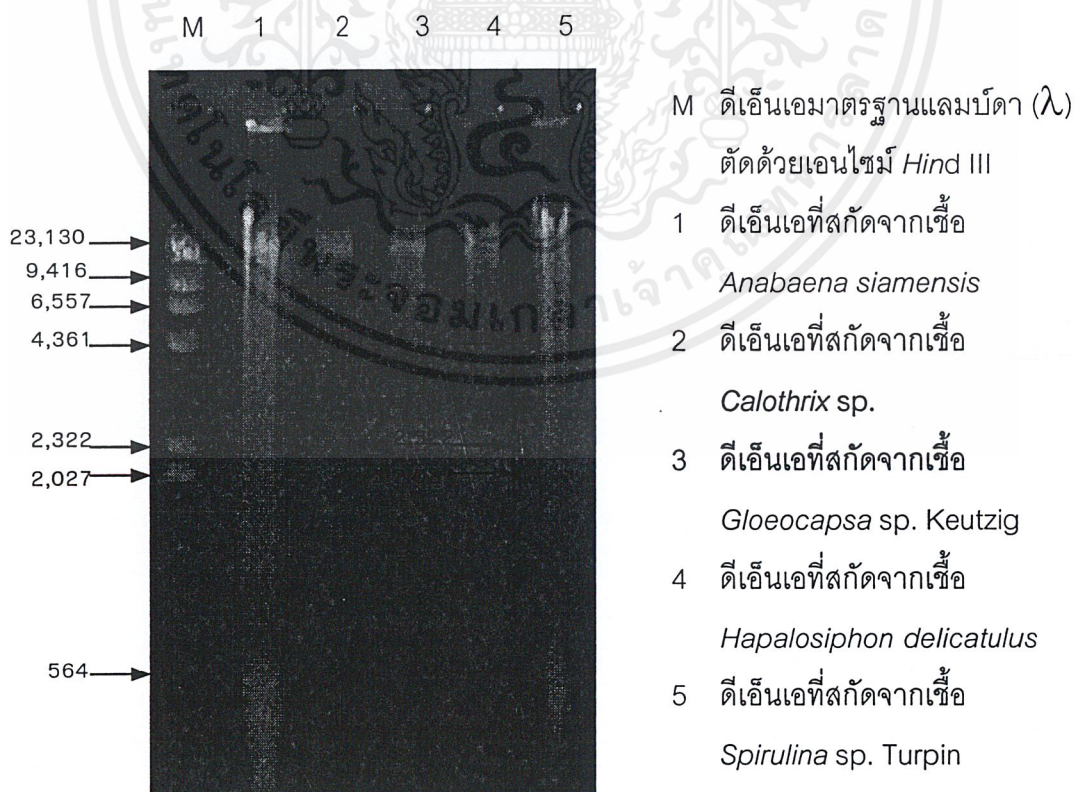 M 1 2 3 4 5
23,130
9,416
6,557
4,361
2,322
2,027
564
M ดีเอ็นเอมาตรฐานแลมบ์ดา (λ)
ตัดด้วยเอนไซม์ Hind III
1 ดีเอ็นเอที่สกัดจากเชื้อ
Anabaena siamensis
2 ดีเอ็นเอที่สกัดจากเชื้อ
Calothrix sp.
3 ดีเอ็นเอที่สกัดจากเชื้อ
Gloeocapsa sp. Keutzig
4 ดีเอ็นเอที่สกัดจากเชื้อ
Hapalosiphon delicatulus
5 ดีเอ็นเอที่สกัดจากเชื้อ
Spirulina sp. Turpin